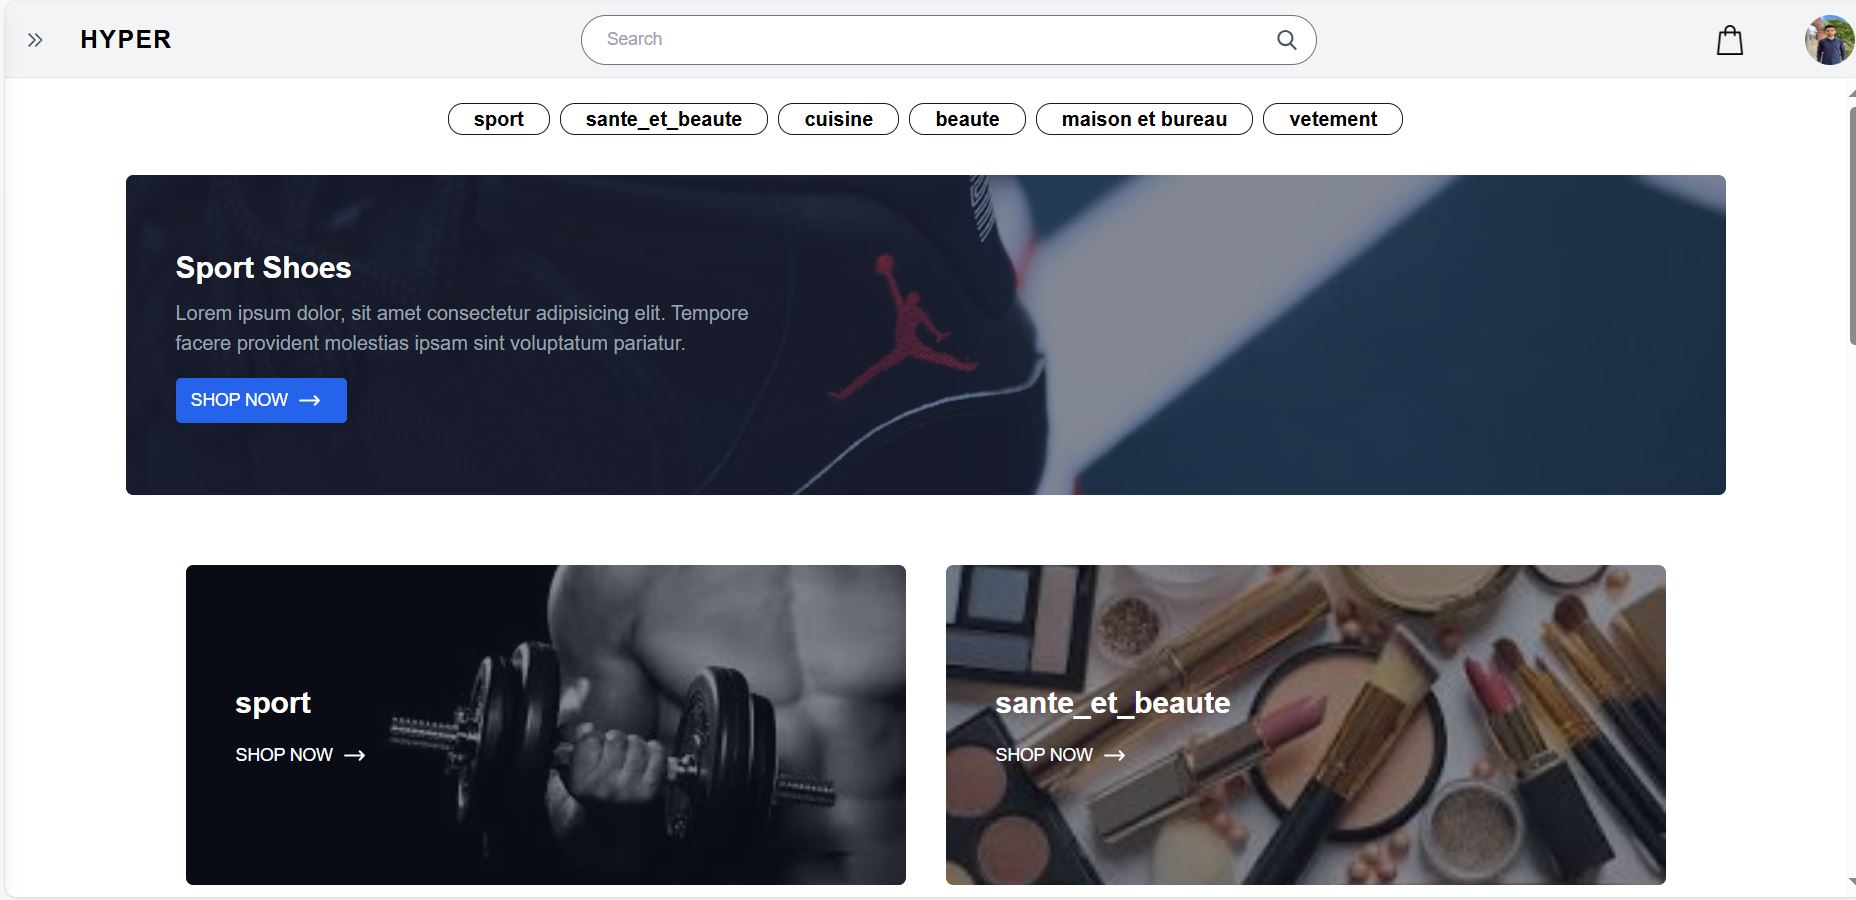 HYPER
Search
sport
sante_et_beaute
cuisine
beaute
maison et bureau
vetement
Sport Shoes
Lorem ipsum dolor, sit amet consectetur adipisicing elit. Tempore
facere provident molestias ipsam sint voluptatum pariatur.
SHOP NOW
sport
SHOP NOW
sante_et_beaute
SHOP NOW